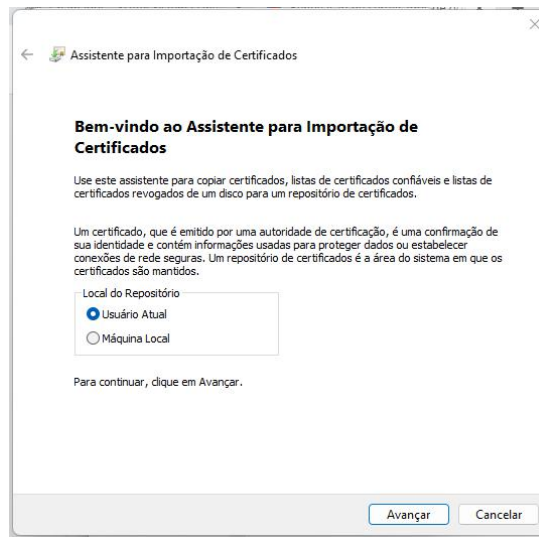 Assistente para Importação de Certificados
Bem-vindo ao Assistente para Importação de
Certificados
Use este assistente para copiar certificados, listas de certificados confiáveis e listas de
certificados revogados de um disco para um repositório de certificados.
Um certificado, que é emitido por uma autoridade de certificação, é uma confirmação de
sua identidade e contém informações usadas para proteger dados ou estabelecer
conexões de rede seguras. Um repositório de certificados é a área do sistema em que os
certificados são mantidos.
Local do Repositório
Usuário Atual
Máquina Local
Para continuar, clique em Avançar.
Avançar Cancelar